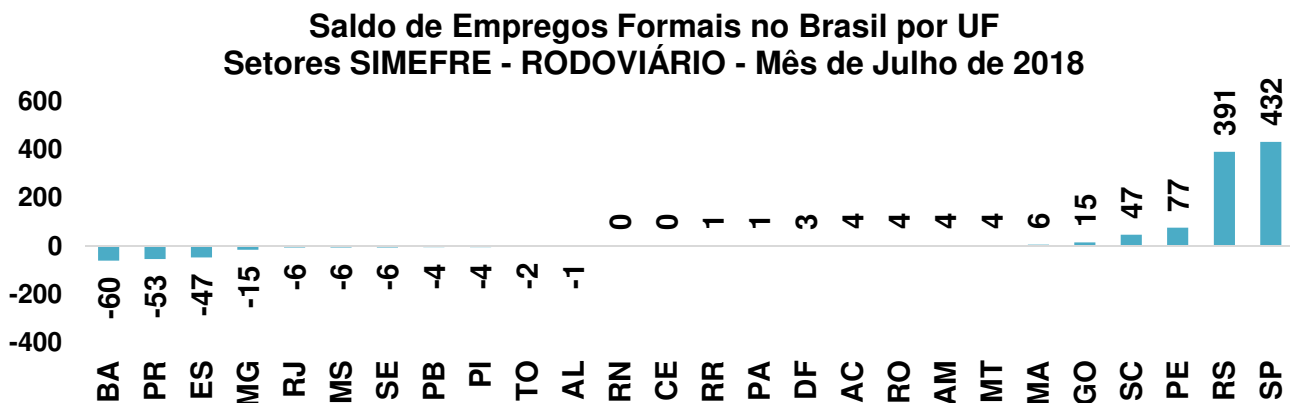 Saldo de Empregos Formais no Brasil por UF
Setores SIMEFRE - RODOVIÁRIO - Mês de Julho de 2018
600
400
200
0
-200
-400
-60
-53
-47
-15
-6
-6
-6
-4
-4
-2
-1
0
0
1
1
3
4
4
4
4
6
15
47
77
391
432
BA
PR
ES
MG
RJ
MS
SE
PB
PI
TO
AL
RN
CE
RR
PA
DF
AC
RO
AM
MT
MA
GO
SC
PE
RS
SP